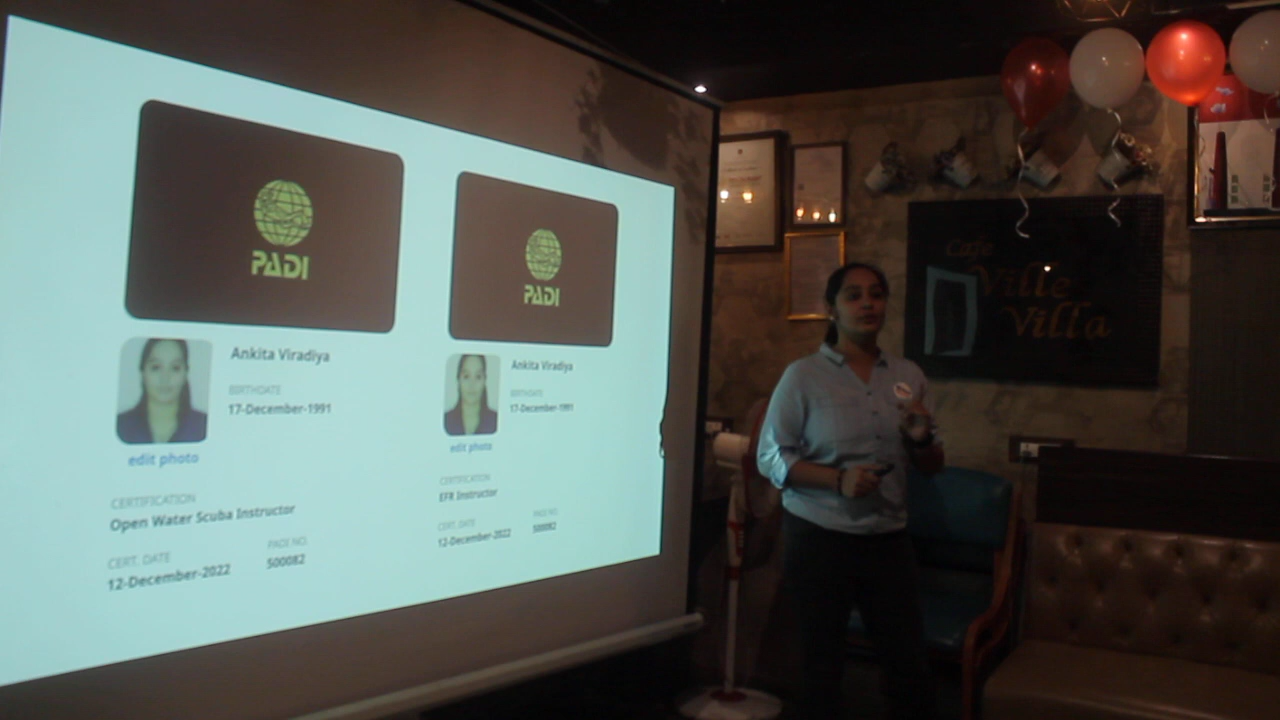 PADI
Ankita Viradiya
BIRTHDATE
17-December-1991
edit photo
CERTIFICATION
Open Water Scuba Instructor
CERT. DATE
PADI NO.
12-December-2022
500082
PADI
Ankita Viradiya
BIRTHDATE
17-December-1991
edit photo
CERTIFICATION
EFR Instructor
CERT. DATE
PADI NO.
12-December-2022
500082
Cafe
Ville
Villa